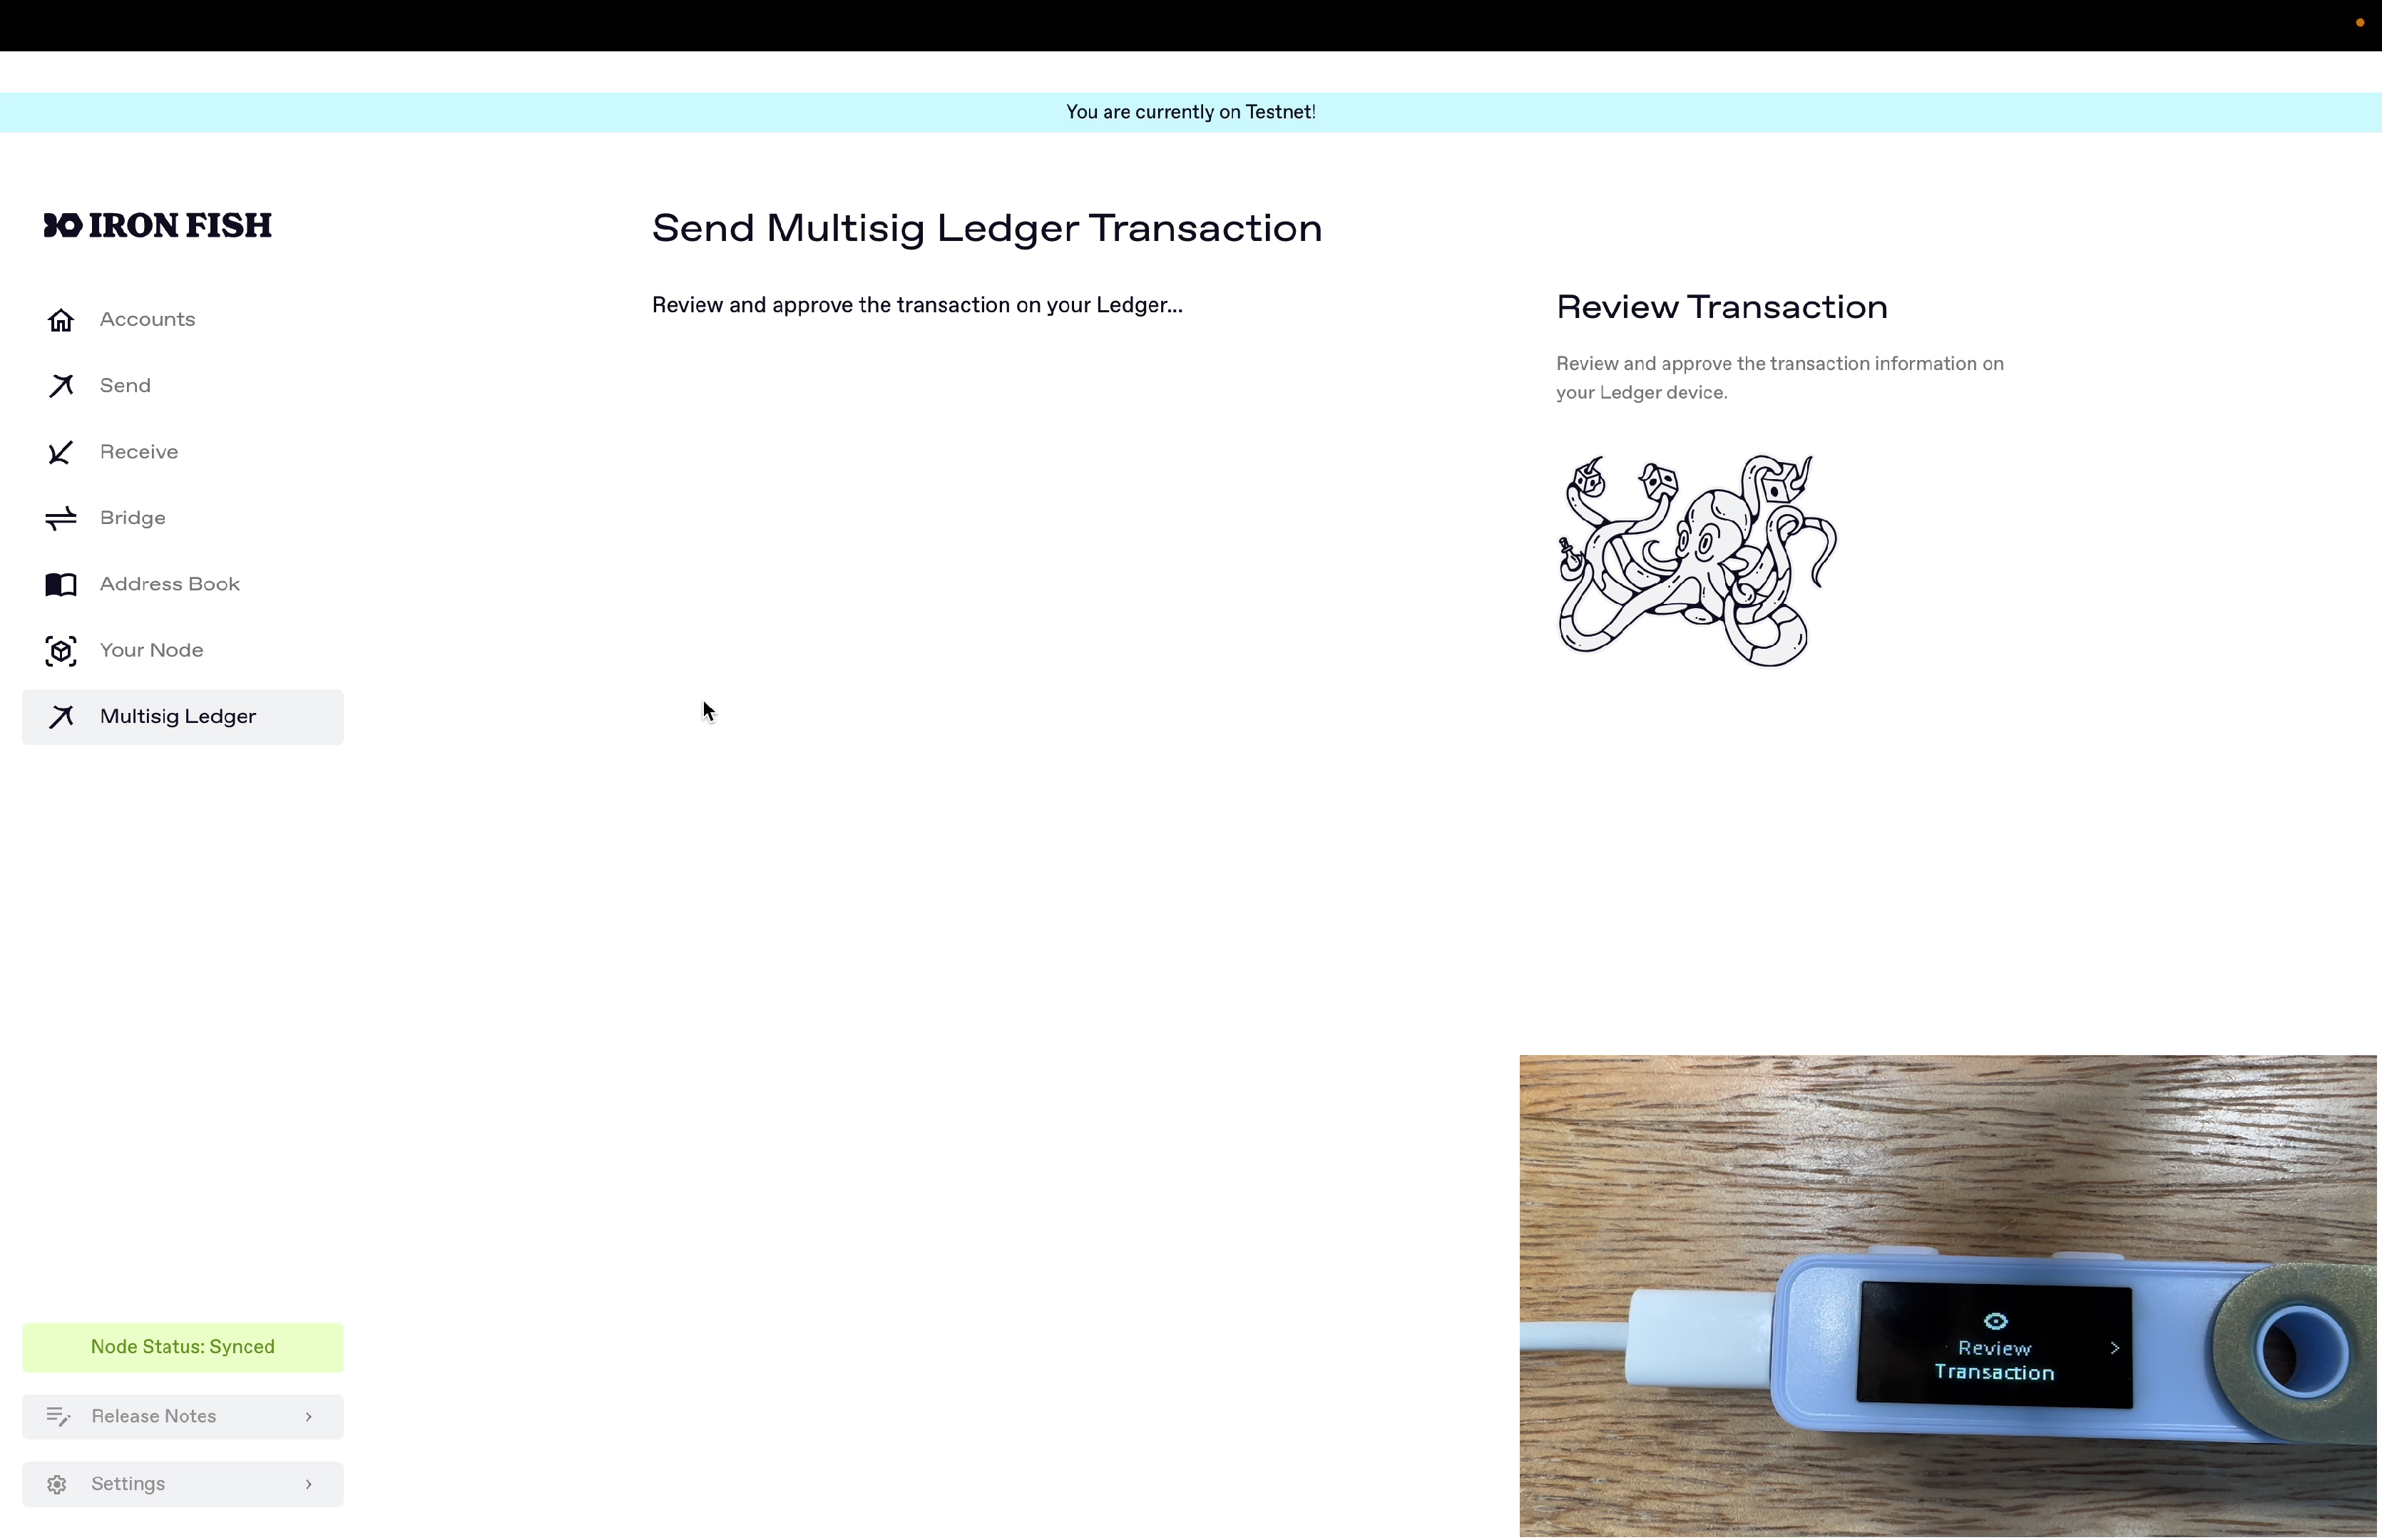 You are currently on Testnet!
IRON FISH
Accounts
Send
Receive
Bridge
Address Book
Your Node
Multisig Ledger
Node Status: Synced
Release Notes
Settings
Send Multisig Ledger Transaction
Review and approve the transaction on your Ledger...
Review Transaction
Review and approve the transaction information on
your Ledger device.
Review
Transaction